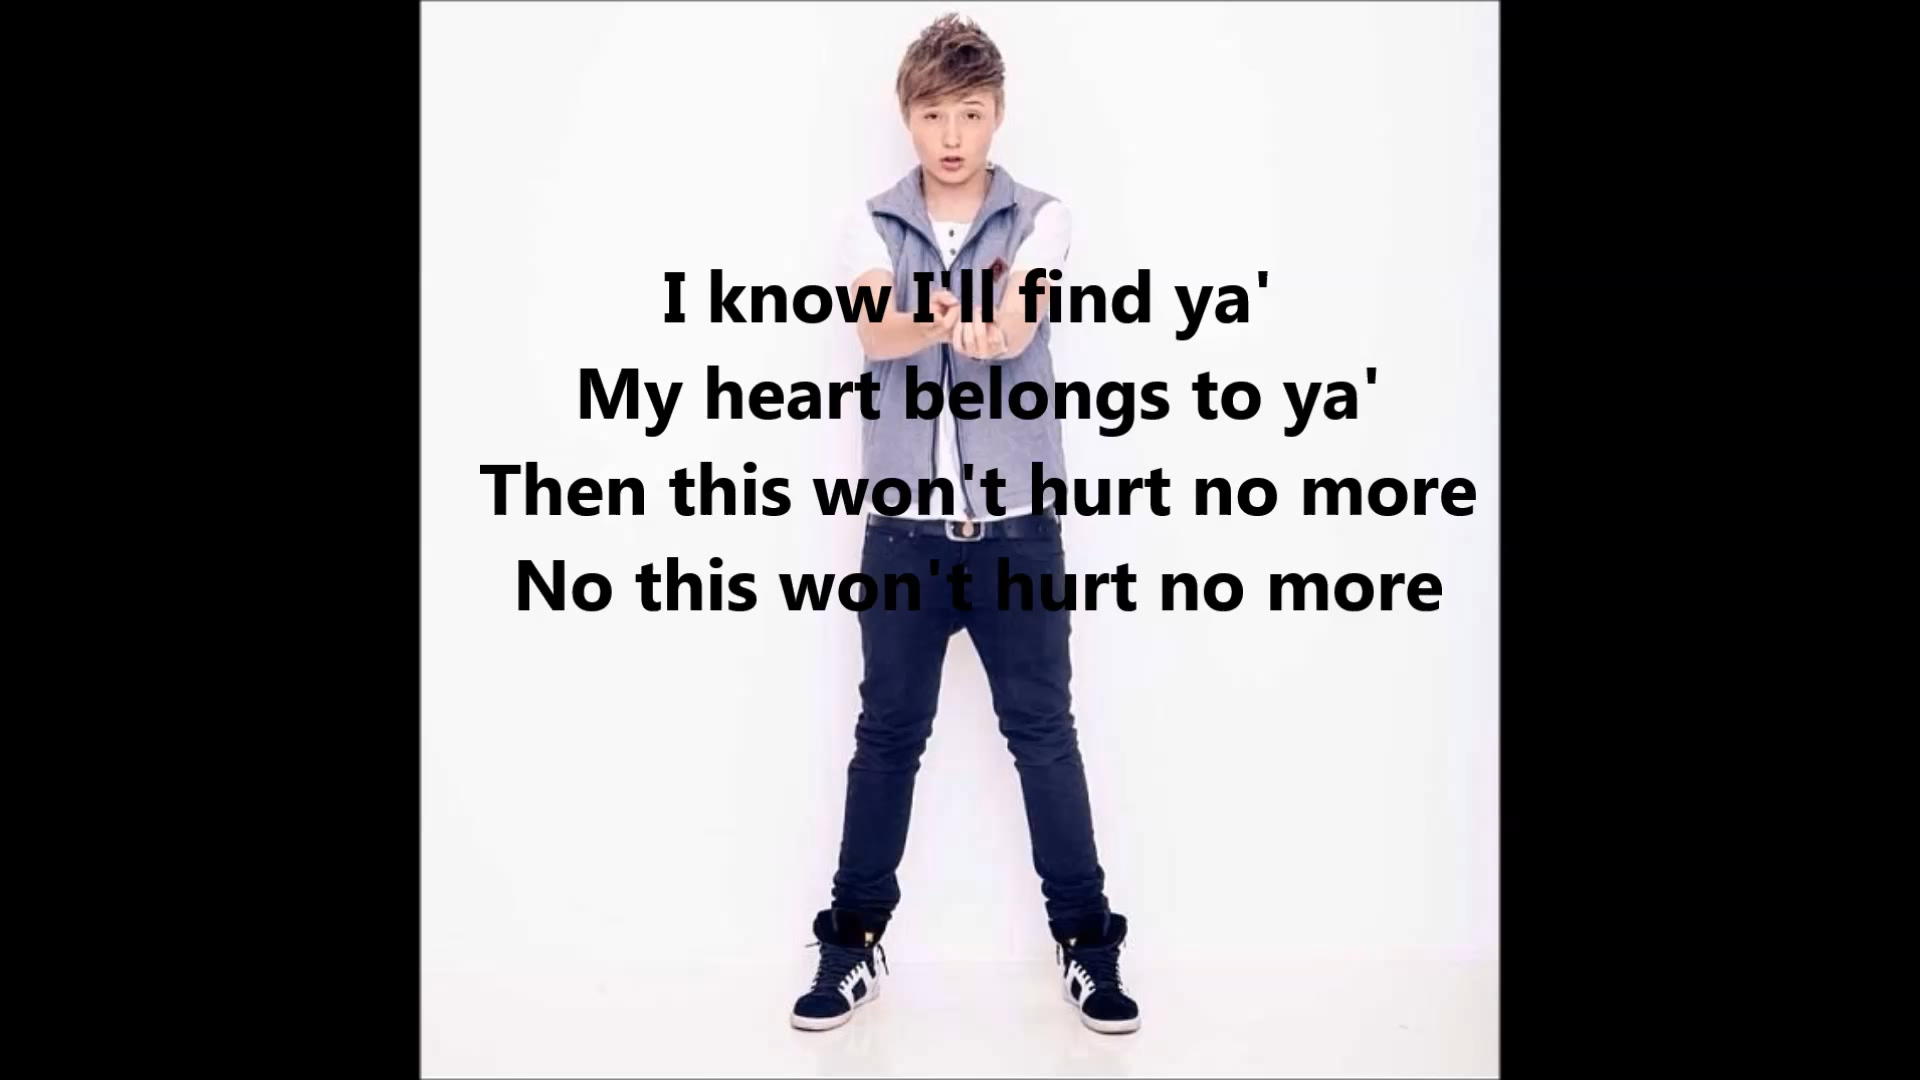 I know I'll find ya'
My heart belongs to ya'
Then this won't hurt no more
No this won't hurt no more